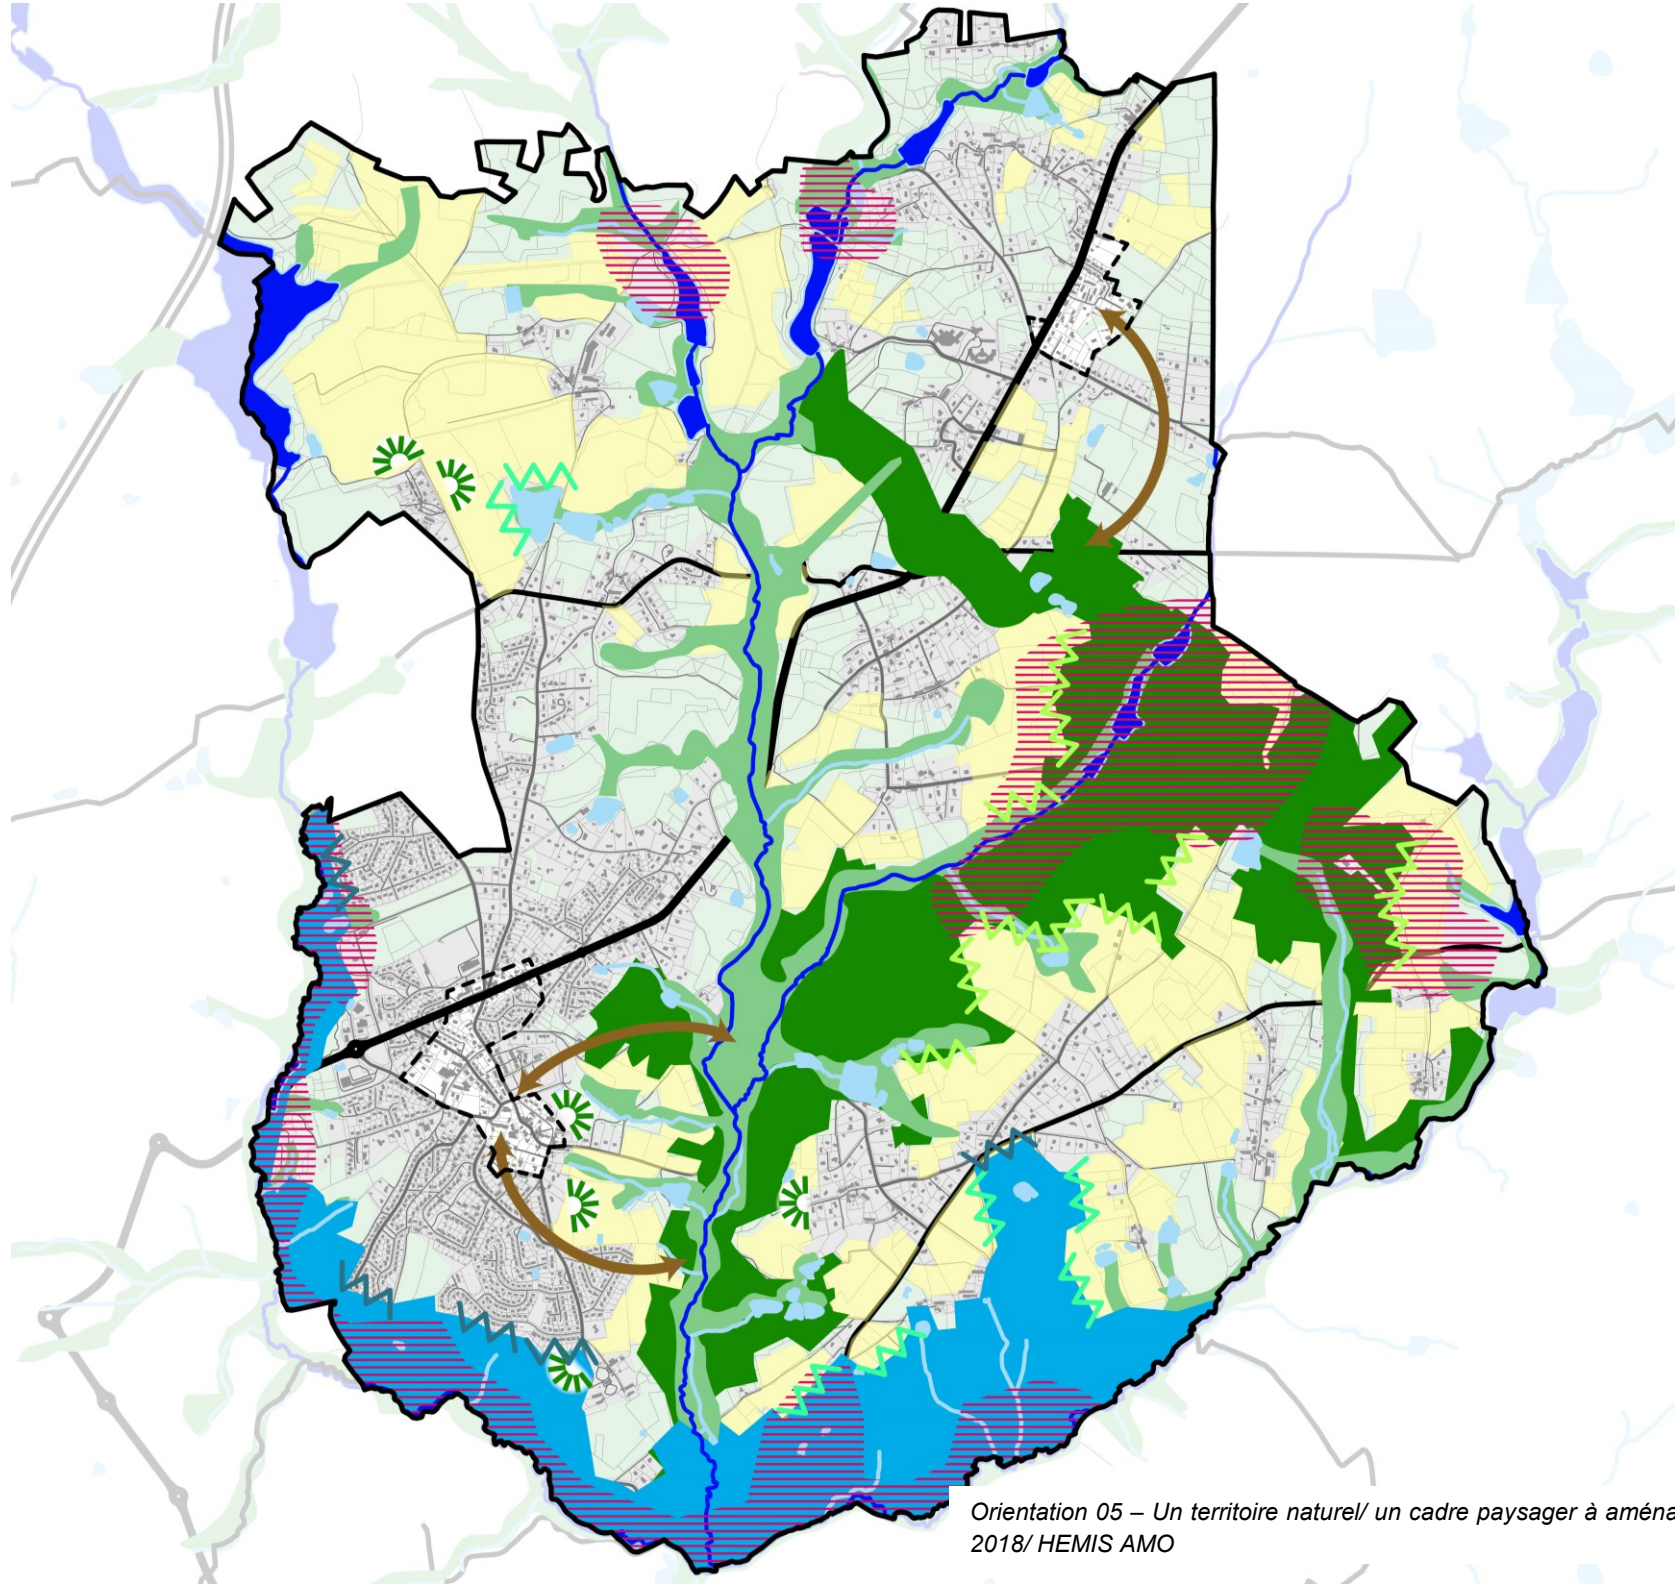 Orientation 05 – Un territoire naturel/ un cadre paysager à aména
2018/ HEMIS AMO